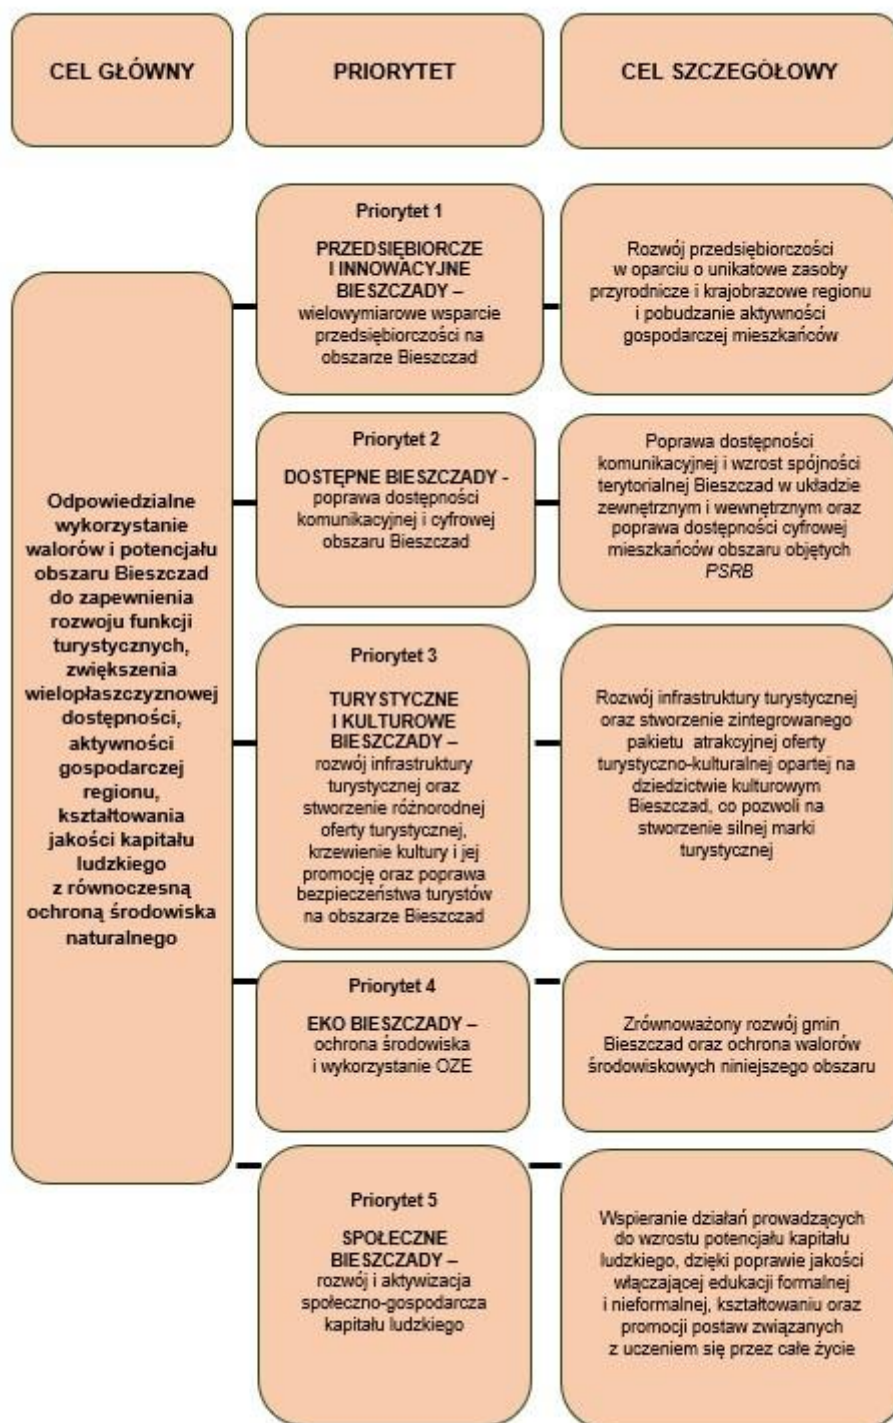 CEL GŁÓWNY
PRIORYTET
CEL SZCZEGÓŁOWY
Odpowiedzialne
wykorzystanie
walorów i potencjału
obszaru Bieszczad
do zapewnienia
rozwoju funkcji
turystycznych,
zwiększenia
wielopłaszczyznowej
dostępności,
aktywności
gospodarczej
regionu,
kształtowania
jakości kapitału
ludzkiego
z równoczesną
ochroną środowiska
naturalnego
Priorytet 1
PRZEDSIĘBIORCZE
I INNOWACYJNE
BIESZCZADY –
wielowymiarowe wsparcie
przedsiębiorczości na
obszarze Bieszczad
Rozwój przedsiębiorczości
w oparciu o unikatowe zasoby
przyrodnicze i krajobrazowe regionu
i pobudzanie aktywności
gospodarczej mieszkańców
Priorytet 2
DOSTĘPNE BIESZCZADY -
poprawa dostępności
komunikacyjnej i cyfrowej
obszaru Bieszczad
Poprawa dostępności
komunikacyjnej i wzrost spójności
terytorialnej Bieszczad w układzie
zewnętrznym i wewnętrznym oraz
poprawa dostępności cyfrowej
mieszkańców obszaru objętych
PSRB
Priorytet 3
TURYSTYCZNE
I KULTUROWE
BIESZCZADY –
rozwój infrastruktury
turystycznej oraz
stworzenie różnorodnej
oferty turystycznej,
krzewienie kultury i jej
promocję oraz poprawa
bezpieczeństwa turystów
na obszarze Bieszczad
Rozwój infrastruktury turystycznej
oraz stworzenie zintegrowanego
pakietu atrakcyjnej oferty
turystyczno-kulturalnej opartej na
dziedzictwie kulturowym
Bieszczad, co pozwoli na
stworzenie silnej marki
turystycznej
Priorytet 4
EKO BIESZCZADY –
ochrona środowiska
i wykorzystanie OZE
Zrównoważony rozwój gmin
Bieszczad oraz ochrona walorów
środowiskowych niniejszego obszaru
Priorytet 5
SPOŁECZNE
BIESZCZADY –
rozwój i aktywizacja
społeczno-gospodarcza
kapitału ludzkiego
Wspieranie działań prowadzących
do wzrostu potencjału kapitału
ludzkiego, dzięki poprawie jakości
włączającej edukacji formalnej
i nieformalnej, kształtowaniu oraz
promocji postaw związanych
z uczeniem się przez całe życie